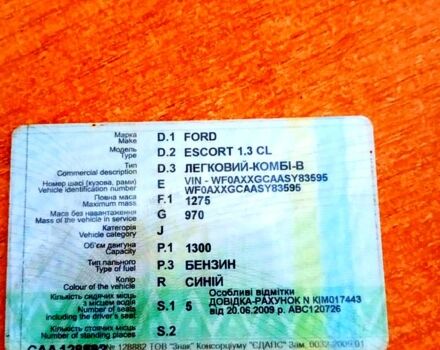 Марка D.1 FORD
Make
Модель D.2 ESCORT 1.3 CL
Type
Тип D.3 ЛЕГКОВИЙ-КОМБІ-В
Commercial description
Номер шасі (кузова, рами) E VIN - WF0AXXGCAASY83595
Vehicle identification number WF0AXXGCAASY83595
Повна маса F.1 1275
Maximum mass
Маса без навантаження G 970
Mass of the vehicle in service
Категорія J
Vehicle category
Об'єм двигуна P.1 1300
Capacity
Тип пального P.3 БЕНЗИН
Type of fuel
Колір R СИНІЙ
Colour of the vehicle
Кількість сидячих місць Особливі відмітки
з місцем водія S.1 5 ДОВІДКА-РАХУНОК N КІМ017443
Number of seats від 20.06.2009 р. АВС120726
including the driver's seat
Кількість стоячих місць S.2
Number of standing places
САА 128882 ТОВ "Знак" Консорціуму "ЄДАПС" Зам.